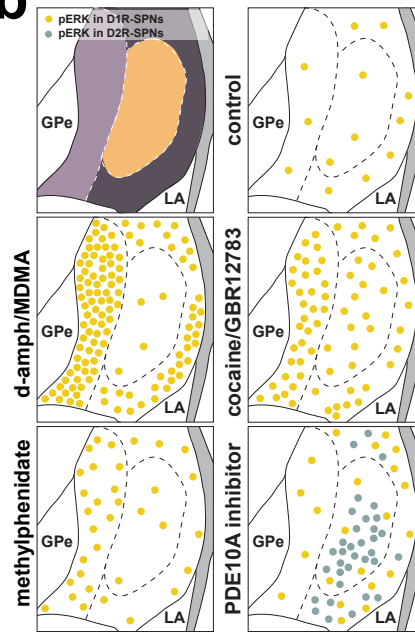 b
pERK in D1R-SPNs
pERK in D2R-SPNs
GPe
LA
control
GPe
LA
d-amph/MDMA
GPe
LA
cocaine/GBR12783
GPe
LA
methylphenidate
GPe
LA
PDE10A inhibitor
GPe
LA